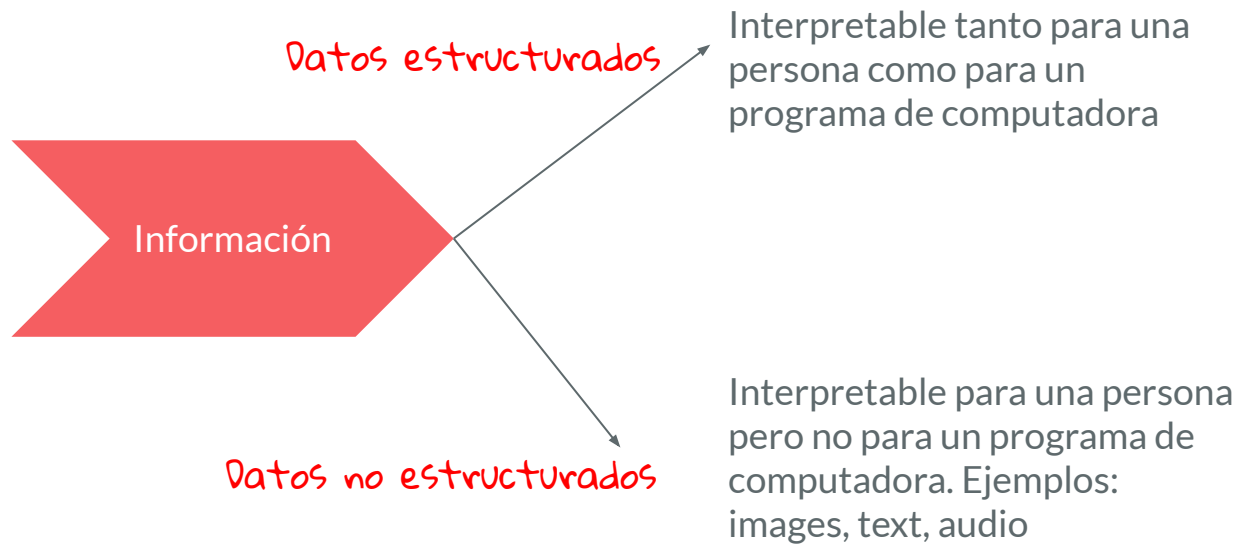 Datos estructurados
Interpretable tanto para una
persona como para un
programa de computadora
Información
Datos no estructurados
Interpretable para una persona
pero no para un programa de
computadora. Ejemplos:
images, text, audio